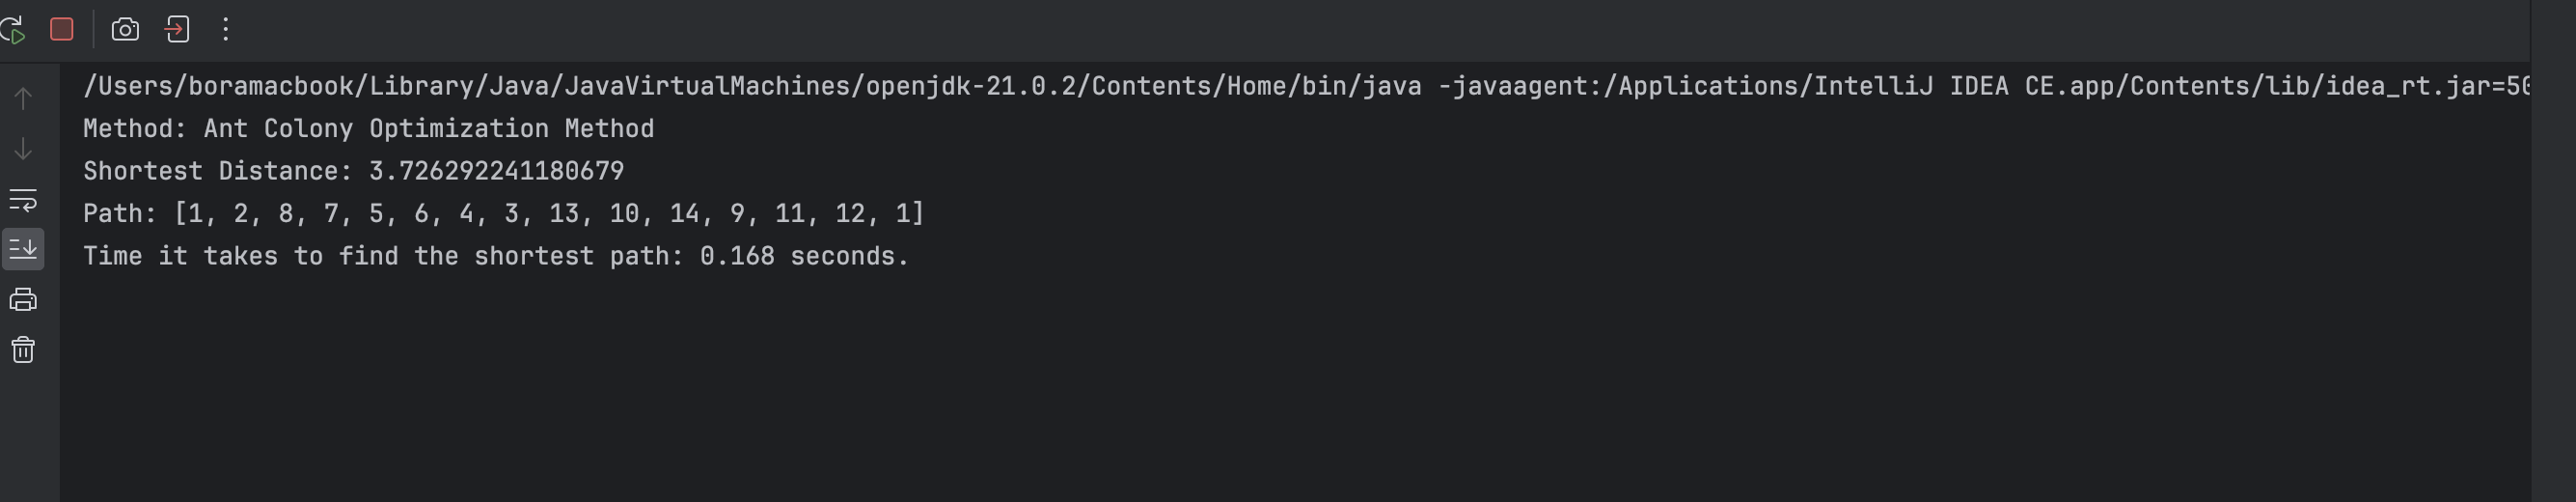 /Users/boramacbook/Library/Java/JavaVirtualMachines/openjdk-21.0.2/Contents/Home/bin/java -javaagent:/Applications/IntelliJ IDEA CE.app/Contents/lib/idea_rt.jar=50
Method: Ant Colony Optimization Method
Shortest Distance: 3.726292241180679
Path: [1, 2, 8, 7, 5, 6, 4, 3, 13, 10, 14, 9, 11, 12, 1]
Time it takes to find the shortest path: 0.168 seconds.